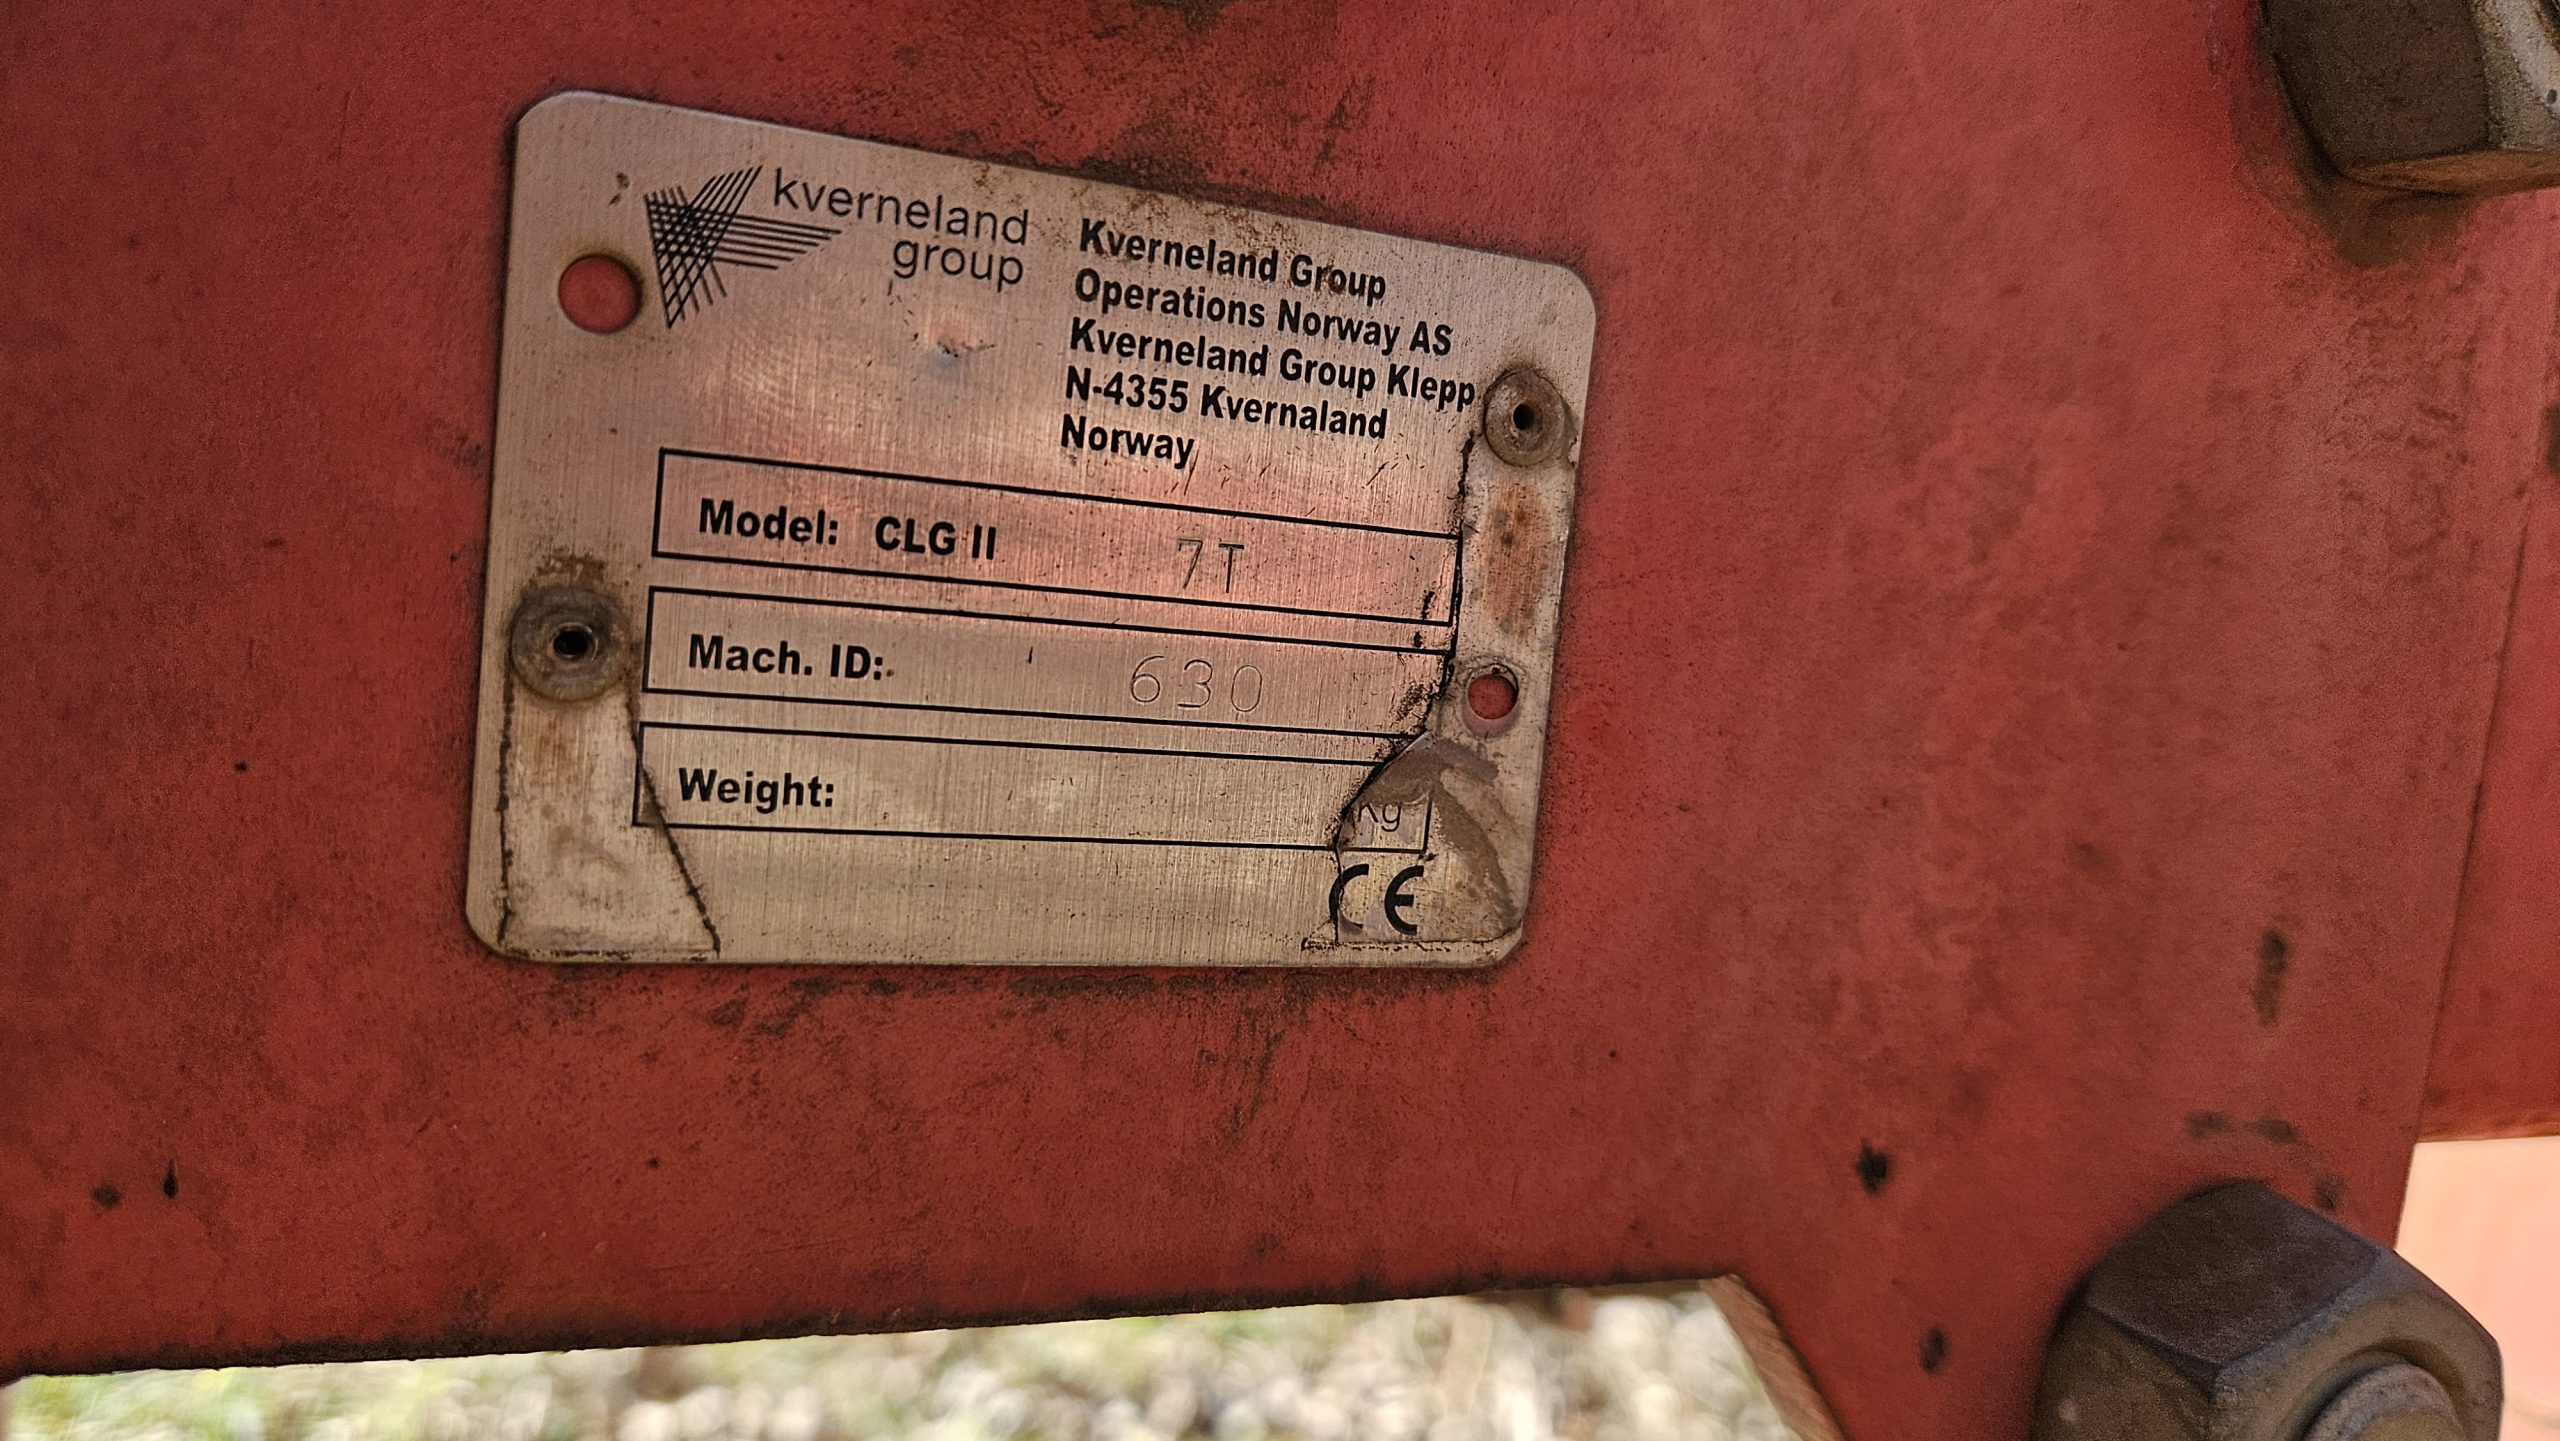 kverneland
group
Kverneland Group
Operations Norway AS
Kverneland Group Klepp
N-4355 Kvernaland
Norway
Model: CLG II 7T
Mach. ID: 630
Weight: Kg
CE